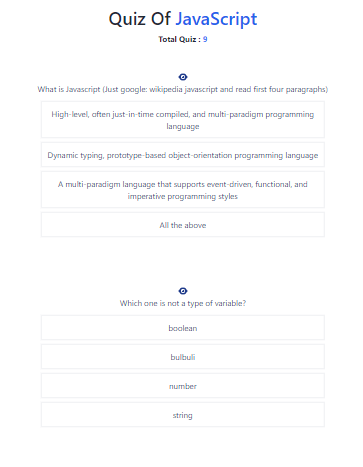 Quiz Of JavaScript
Total Quiz : 9
What is Javascript (Just google: wikipedia javascript and read first four paragraphs)
High-level, often just-in-time compiled, and multi-paradigm programming
language
Dynamic typing, prototype-based object-orientation programming language
A multi-paradigm language that supports event-driven, functional, and
imperative programming styles
All the above
Which one is not a type of variable?
boolean
bulbuli
number
string